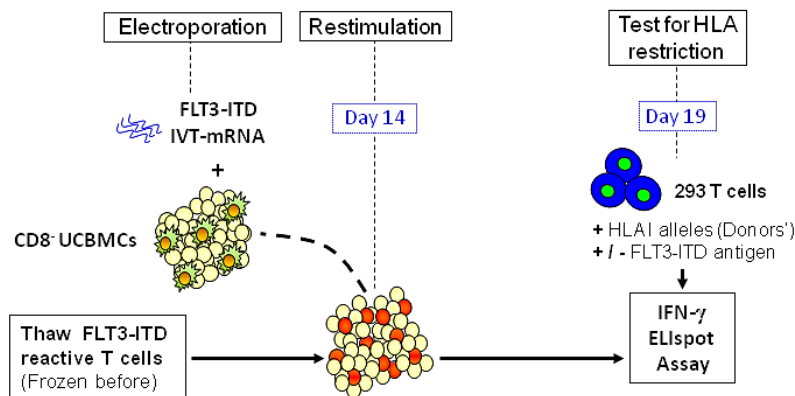 Electroporation
Restimulation
Test for HLA
restriction
FLT3-ITD
IVT-mRNA
+
Day 14
Day 19
CD8- UCBMCs
293 T cells
+ HLA I alleles (Donors')
+ / - FLT3-ITD antigen
Thaw FLT3-ITD
reactive T cells
(Frozen before)
IFN-γ
ELIspot
Assay